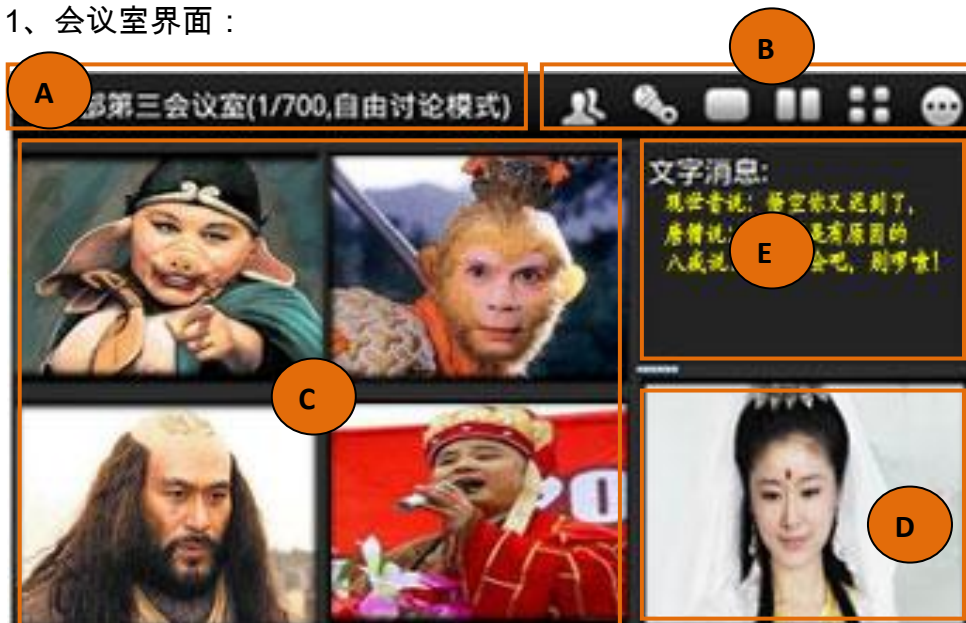 1、会议室界面：
B
A
部第三会议室(1/700,自由讨论模式)
文字消息:
观世音说：悟空你又迟到了，
唐僧说
是有原因的
E
八戒说
会吧，别啰嗦!
C
D
20